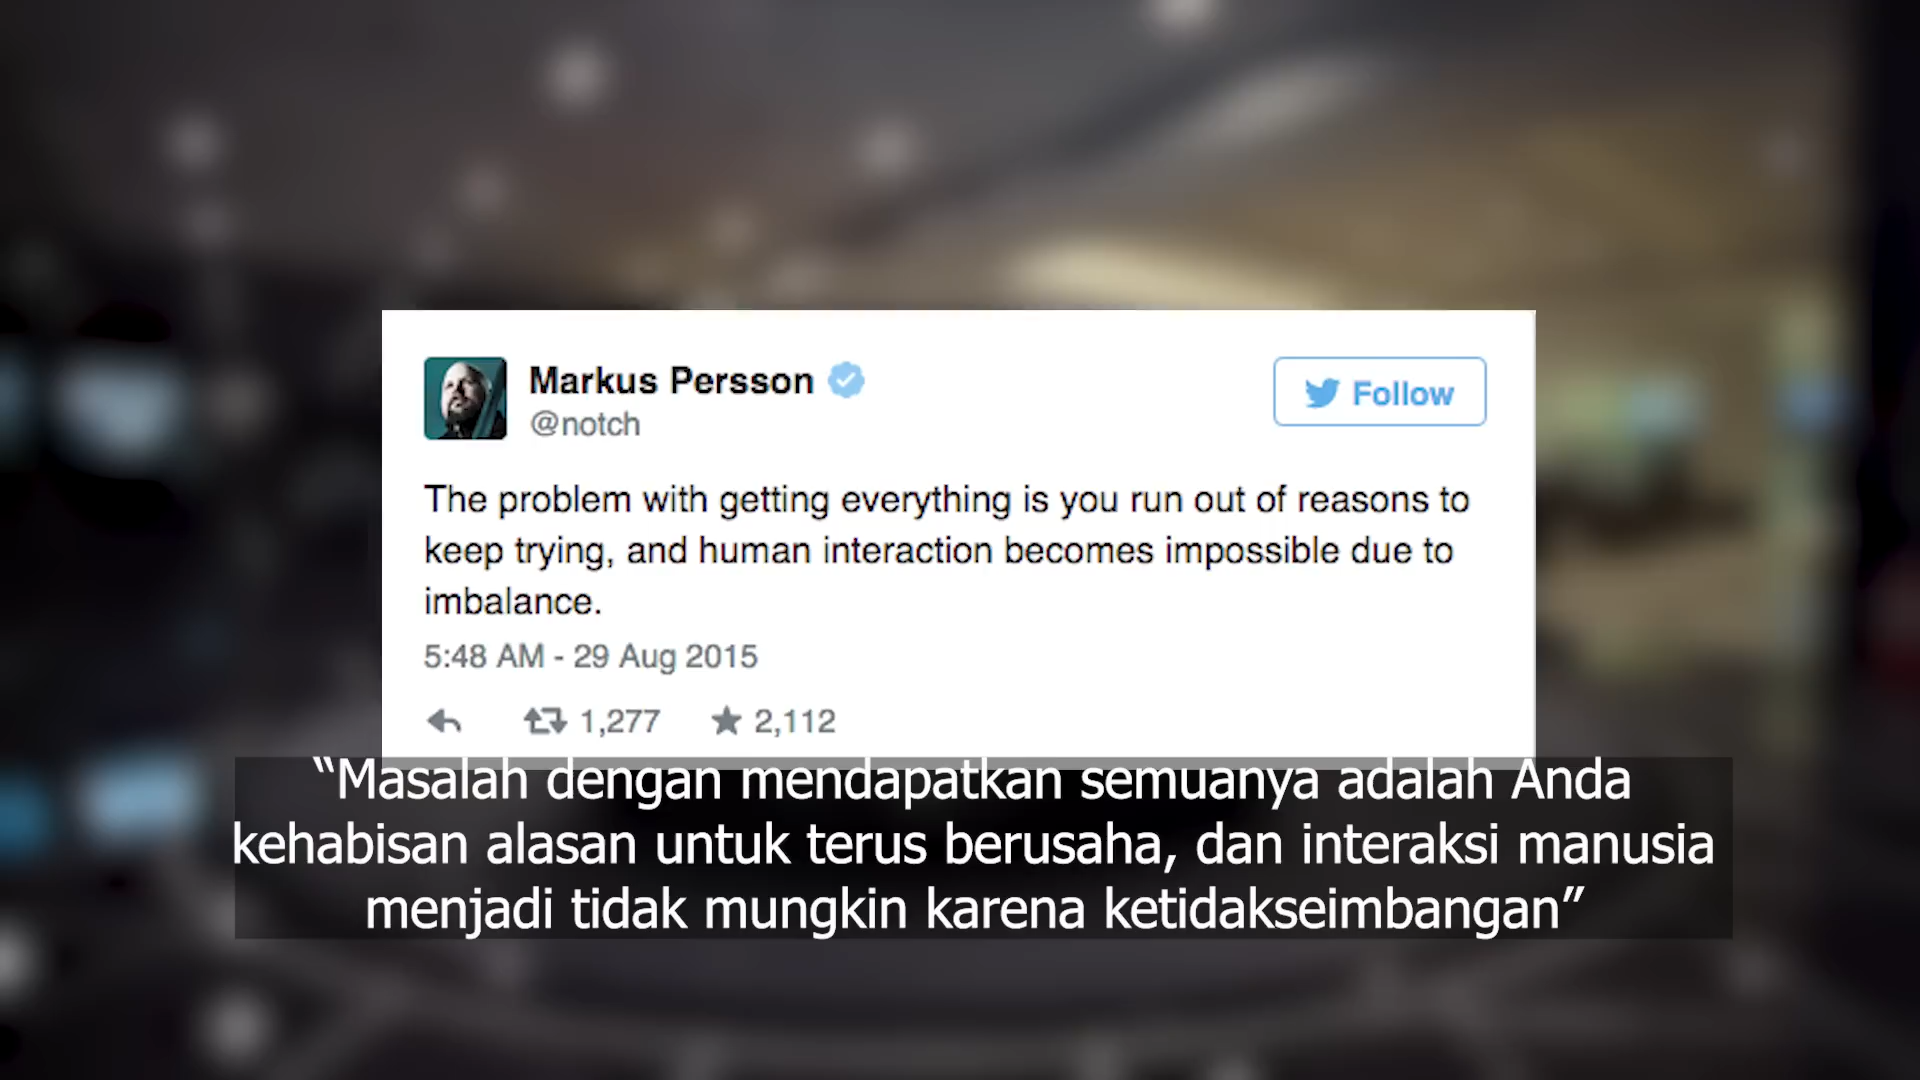 Markus Persson
@notch
Follow
The problem with getting everything is you run out of reasons to
keep trying, and human interaction becomes impossible due to
imbalance.
5:48 AM - 29 Aug 2015
1,277 2,112
“Masalah dengan mendapatkan semuanya adalah Anda
kehabisan alasan untuk terus berusaha, dan interaksi manusia
menjadi tidak mungkin karena ketidakseimbangan”